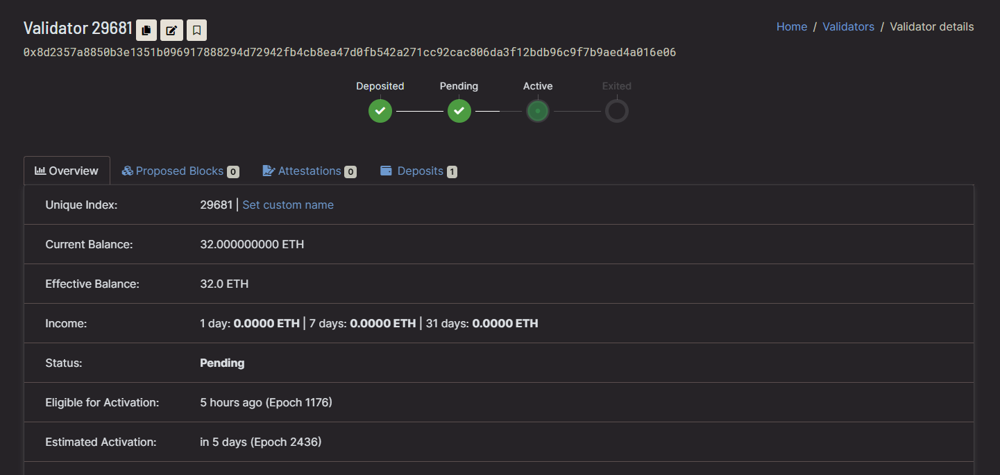 Validator 29681
Home / Validators / Validator details
0x8d2357a8850b3e1351b096917888294d72942fb4cb8ea47d0fb542a271cc92cac806da3f12bdb96c9f7b9aed4a016e06
Deposited Pending Active Exited
Overview Proposed Blocks 0 Attestations 0 Deposits 1
Unique Index: 29681 | Set custom name
Current Balance: 32.000000000 ETH
Effective Balance: 32.0 ETH
Income: 1 day: 0.0000 ETH | 7 days: 0.0000 ETH | 31 days: 0.0000 ETH
Status: Pending
Eligible for Activation: 5 hours ago (Epoch 1176)
Estimated Activation: in 5 days (Epoch 2436)